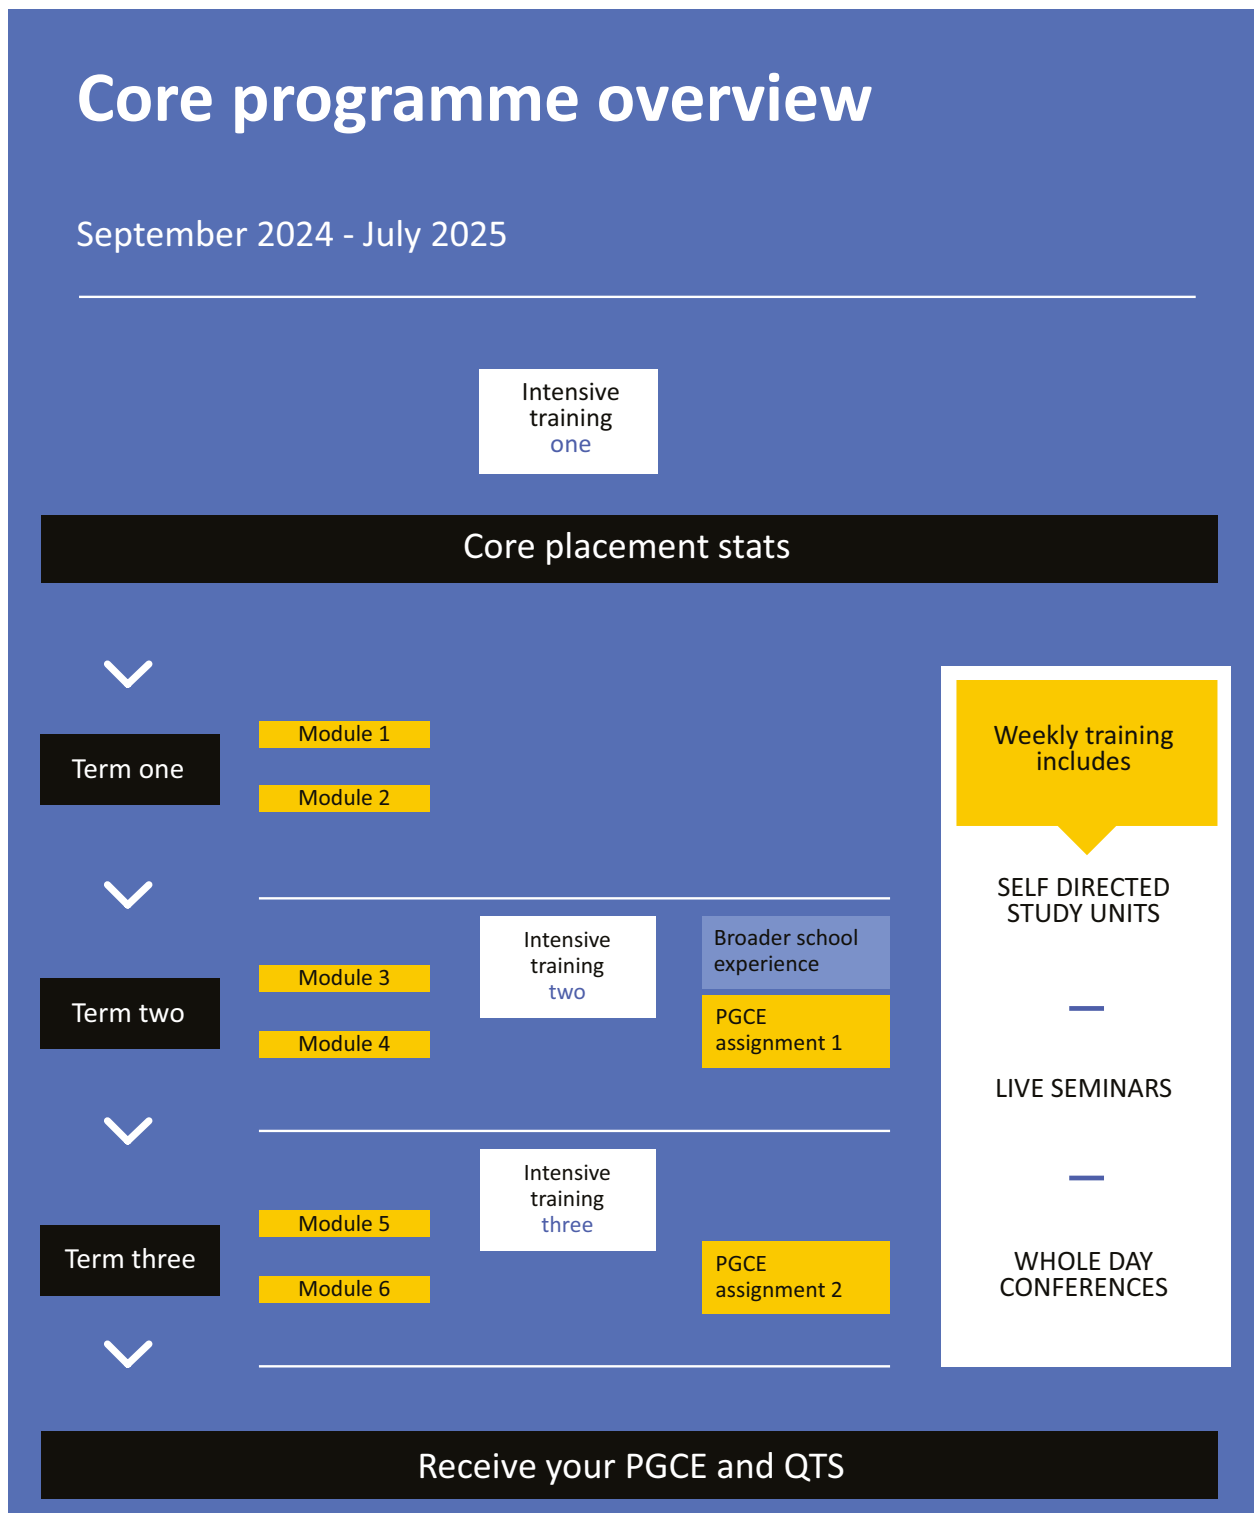 Core programme overview
September 2024 - July 2025
Intensive
training
one
Core placement stats
Term one
Module 1
Module 2
Term two
Module 3
Module 4
Intensive
training
two
Broader school
experience
PGCE
assignment 1
Term three
Module 5
Module 6
Intensive
training
three
PGCE
assignment 2
Weekly training
includes
SELF DIRECTED
STUDY UNITS
LIVE SEMINARS
WHOLE DAY
CONFERENCES
Receive your PGCE and QTS